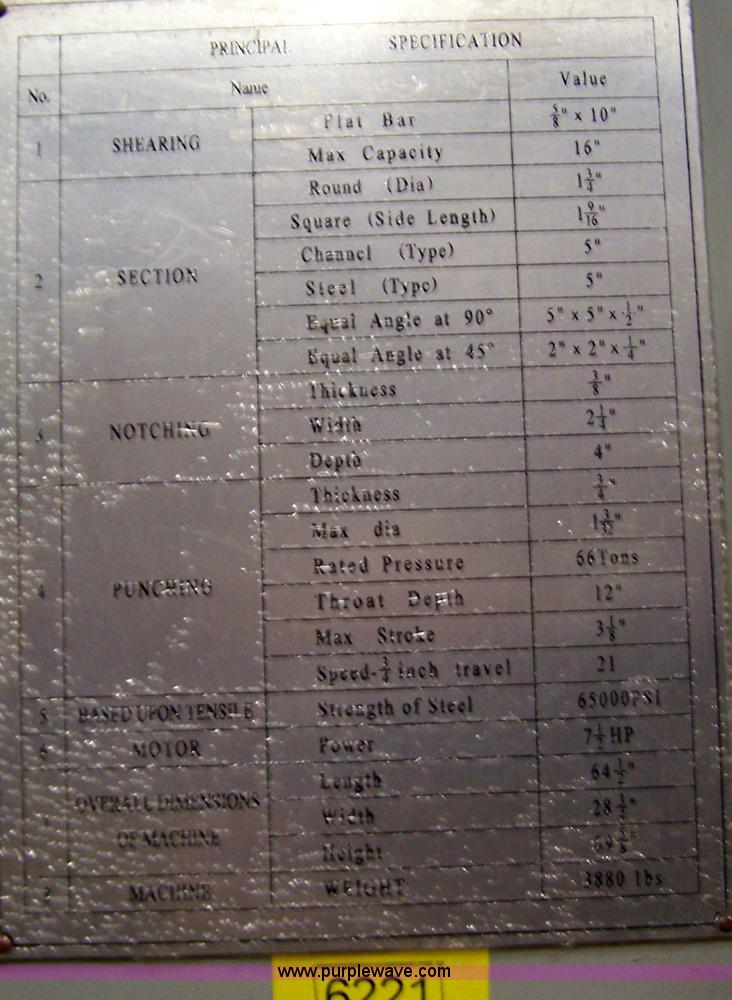 PRINCIPAL SPECIFICATION
No. Name Value
1 SHEARING Flat Bar 5/8" x 10"
Max Capacity 16"
2 SECTION Round (Dia) 1 3/4"
Square (Side Length) 1 9/16"
Channel (Type) 5"
Steel (Type) 5"
Equal Angle at 90° 5" x 5" x 1/2"
Equal Angle at 45° 2" x 2" x 1/4"
3 NOTCHING Thickness 3/8"
Width 2 1/4"
Depth 4"
4 PUNCHING Thickness 3/4"
Max dia 1 3/32"
Rated Pressure 66Tons
Throat Depth 12"
Max Stroke 3 1/8"
Speed-3/4 inch travel 21
5 BASED UPON TENSILE Strength of Steel 65000PSI
6 MOTOR Power 7 1/2 HP
OVERALL DIMENSIONS OF MACHINE Length 64 1/2"
Width 28
Height 69
MACHINE WEIGHT 3880 lbs
www.purplewave.com
6221